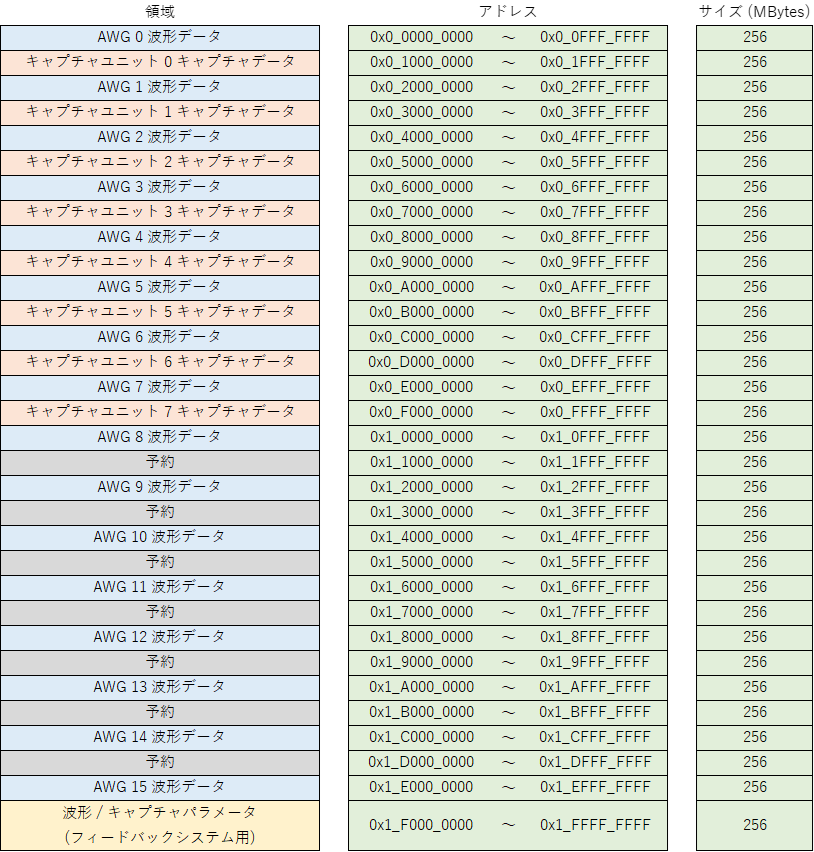 領域 アドレス サイズ (MBytes)
AWG 0 波形データ 0x0_0000_0000 ～ 0x0_0FFF_FFFF 256
キャプチャユニット 0 キャプチャデータ 0x0_1000_0000 ～ 0x0_1FFF_FFFF 256
AWG 1 波形データ 0x0_2000_0000 ～ 0x0_2FFF_FFFF 256
キャプチャユニット 1 キャプチャデータ 0x0_3000_0000 ～ 0x0_3FFF_FFFF 256
AWG 2 波形データ 0x0_4000_0000 ～ 0x0_4FFF_FFFF 256
キャプチャユニット 2 キャプチャデータ 0x0_5000_0000 ～ 0x0_5FFF_FFFF 256
AWG 3 波形データ 0x0_6000_0000 ～ 0x0_6FFF_FFFF 256
キャプチャユニット 3 キャプチャデータ 0x0_7000_0000 ～ 0x0_7FFF_FFFF 256
AWG 4 波形データ 0x0_8000_0000 ～ 0x0_8FFF_FFFF 256
キャプチャユニット 4 キャプチャデータ 0x0_9000_0000 ～ 0x0_9FFF_FFFF 256
AWG 5 波形データ 0x0_A000_0000 ～ 0x0_AFFF_FFFF 256
キャプチャユニット 5 キャプチャデータ 0x0_B000_0000 ～ 0x0_BFFF_FFFF 256
AWG 6 波形データ 0x0_C000_0000 ～ 0x0_CFFF_FFFF 256
キャプチャユニット 6 キャプチャデータ 0x0_D000_0000 ～ 0x0_DFFF_FFFF 256
AWG 7 波形データ 0x0_E000_0000 ～ 0x0_EFFF_FFFF 256
キャプチャユニット 7 キャプチャデータ 0x0_F000_0000 ～ 0x0_FFFF_FFFF 256
AWG 8 波形データ 0x1_0000_0000 ～ 0x1_0FFF_FFFF 256
予約 0x1_1000_0000 ～ 0x1_1FFF_FFFF 256
AWG 9 波形データ 0x1_2000_0000 ～ 0x1_2FFF_FFFF 256
予約 0x1_3000_0000 ～ 0x1_3FFF_FFFF 256
AWG 10 波形データ 0x1_4000_0000 ～ 0x1_4FFF_FFFF 256
予約 0x1_5000_0000 ～ 0x1_5FFF_FFFF 256
AWG 11 波形データ 0x1_6000_0000 ～ 0x1_6FFF_FFFF 256
予約 0x1_7000_0000 ～ 0x1_7FFF_FFFF 256
AWG 12 波形データ 0x1_8000_0000 ～ 0x1_8FFF_FFFF 256
予約 0x1_9000_0000 ～ 0x1_9FFF_FFFF 256
AWG 13 波形データ 0x1_A000_0000 ～ 0x1_AFFF_FFFF 256
予約 0x1_B000_0000 ～ 0x1_BFFF_FFFF 256
AWG 14 波形データ 0x1_C000_0000 ～ 0x1_CFFF_FFFF 256
予約 0x1_D000_0000 ～ 0x1_DFFF_FFFF 256
AWG 15 波形データ 0x1_E000_0000 ～ 0x1_EFFF_FFFF 256
波形 / キャプチャパラメータ
(フィードバックシステム用) 0x1_F000_0000 ～ 0x1_FFFF_FFFF 256